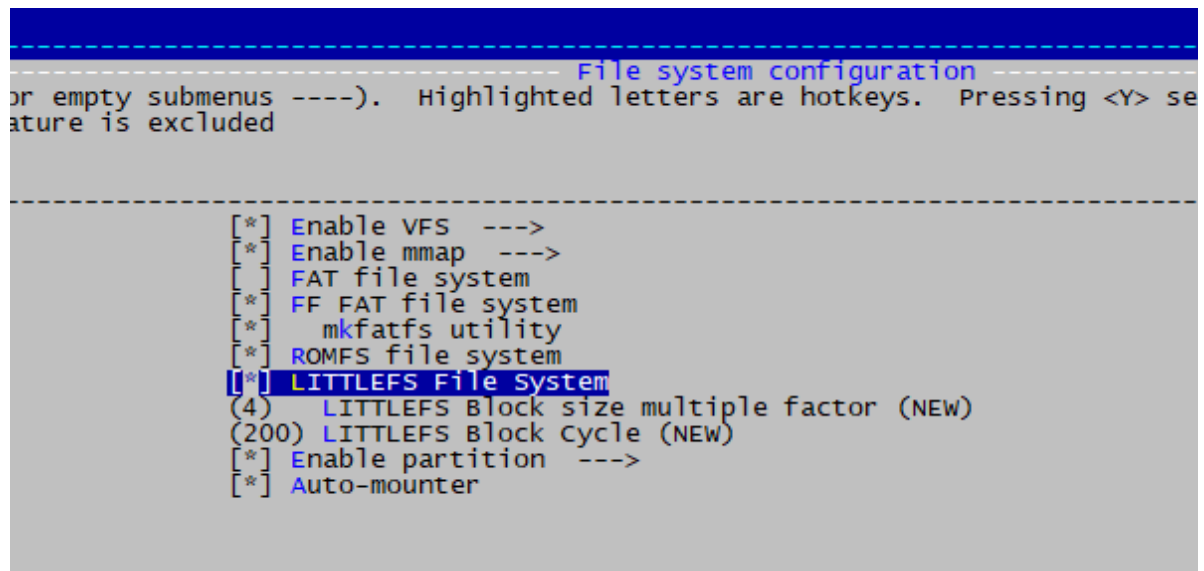 File system configuration
or empty submenus ----).  Highlighted letters are hotkeys.  Pressing <Y> se
ature is excluded
[*] Enable VFS  --->
[*] Enable mmap  --->
[ ] FAT file system
[*] FF FAT file system
[*]   mkfatfs utility
[*] ROMFS file system
[*] LITTLEFS File System
(4)   LITTLEFS Block size multiple factor (NEW)
(200) LITTLEFS Block Cycle (NEW)
[*] Enable partition  --->
[*] Auto-mounter